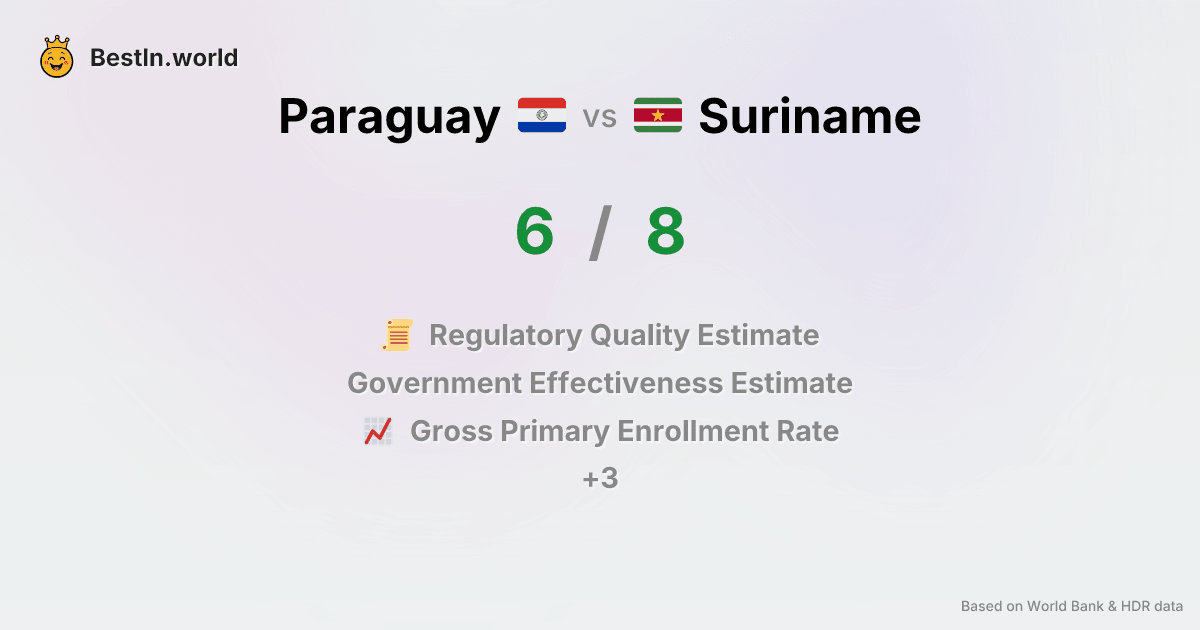 BestIn.world
Paraguay vs Suriname
6 / 8
Regulatory Quality Estimate
Government Effectiveness Estimate
Gross Primary Enrollment Rate
+3
Based on World Bank & HDR data